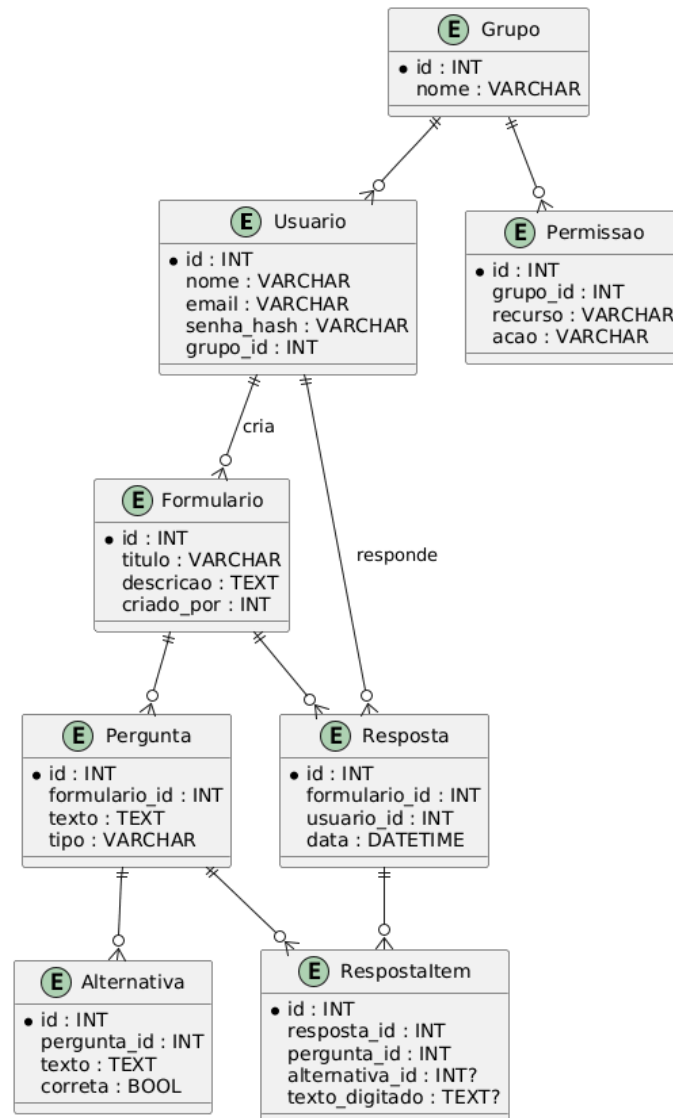 E Grupo
id : INT
nome : VARCHAR
E Usuario
id : INT
nome : VARCHAR
email : VARCHAR
senha_hash : VARCHAR
grupo_id : INT
E Permissao
id : INT
grupo_id : INT
recurso : VARCHAR
acao : VARCHAR
cria
E Formulario
id : INT
titulo : VARCHAR
descricao : TEXT
criado_por : INT
responde
E Pergunta
id : INT
formulario_id : INT
texto : TEXT
tipo : VARCHAR
E Resposta
id : INT
formulario_id : INT
usuario_id : INT
data : DATETIME
E Alternativa
id : INT
pergunta_id : INT
texto : TEXT
correta : BOOL
E RespostaItem
id : INT
resposta_id : INT
pergunta_id : INT
alternativa_id : INT?
texto_digitado : TEXT?